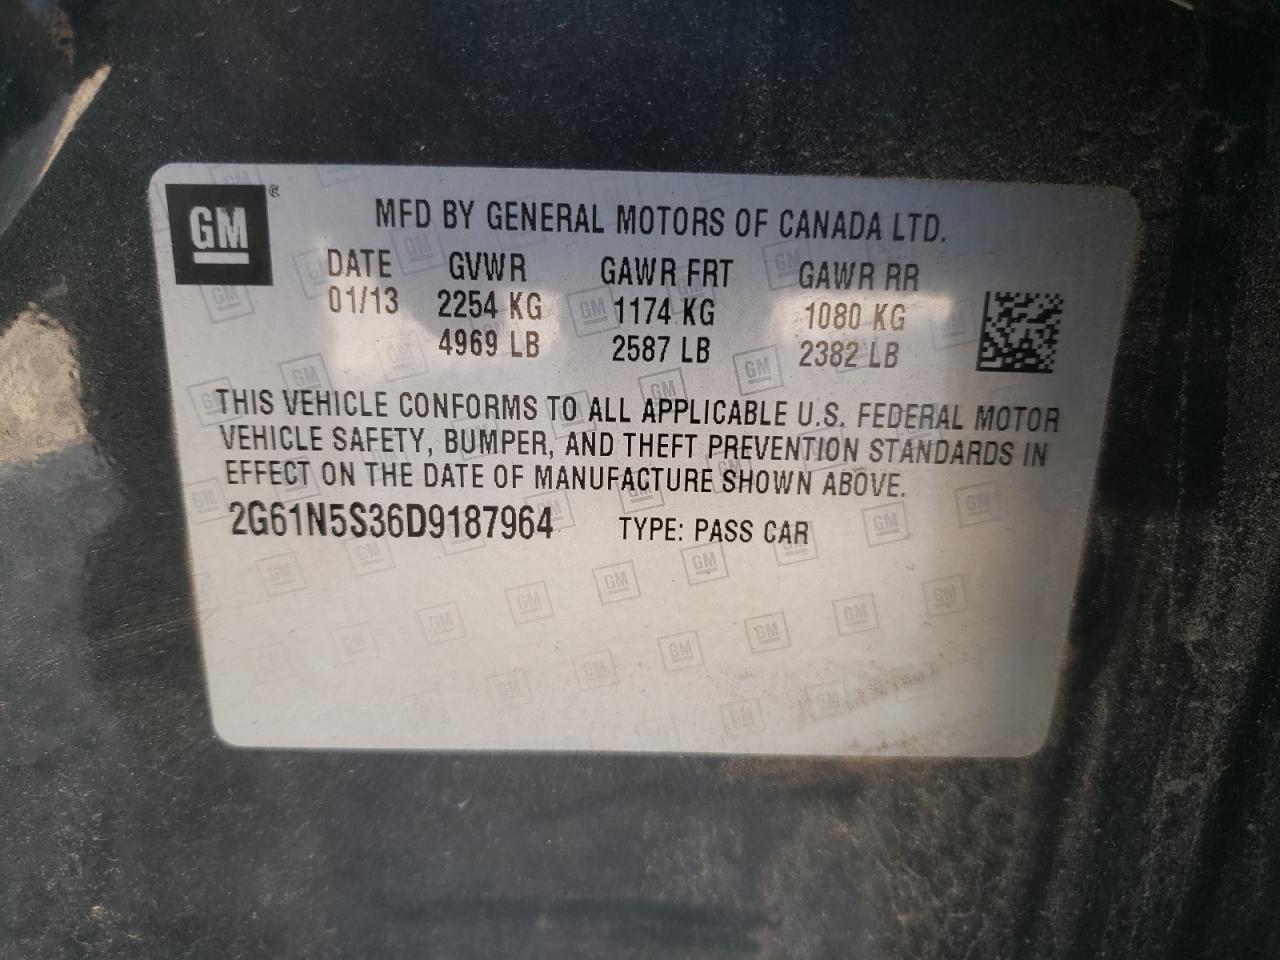 GM
MFD BY GENERAL MOTORS OF CANADA LTD.
DATE GVWR GAWR FRT GAWR RR
01/13 2254 KG 1174 KG 1080 KG
4969 LB 2587 LB 2382 LB
THIS VEHICLE CONFORMS TO ALL APPLICABLE U.S. FEDERAL MOTOR
VEHICLE SAFETY, BUMPER, AND THEFT PREVENTION STANDARDS IN
EFFECT ON THE DATE OF MANUFACTURE SHOWN ABOVE.
2G61N5S36D9187964 TYPE: PASS CAR